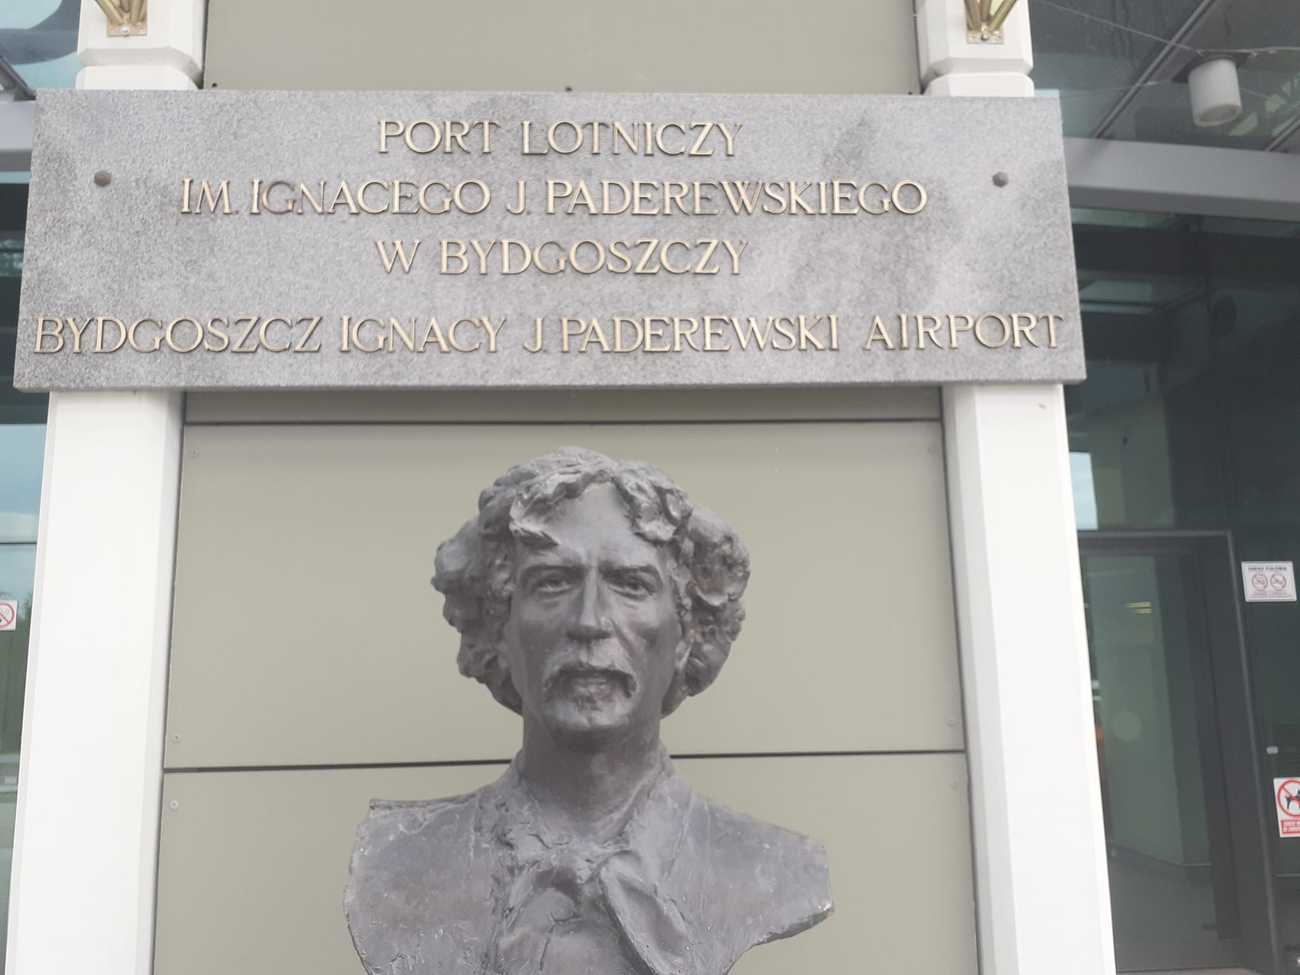 PORT LOTNICZY
IM. IGNACEGO J. PADEREWSKIEGO
W BYDGOSZCZY
BYDGOSZCZ IGNACY J. PADEREWSKI AIRPORT